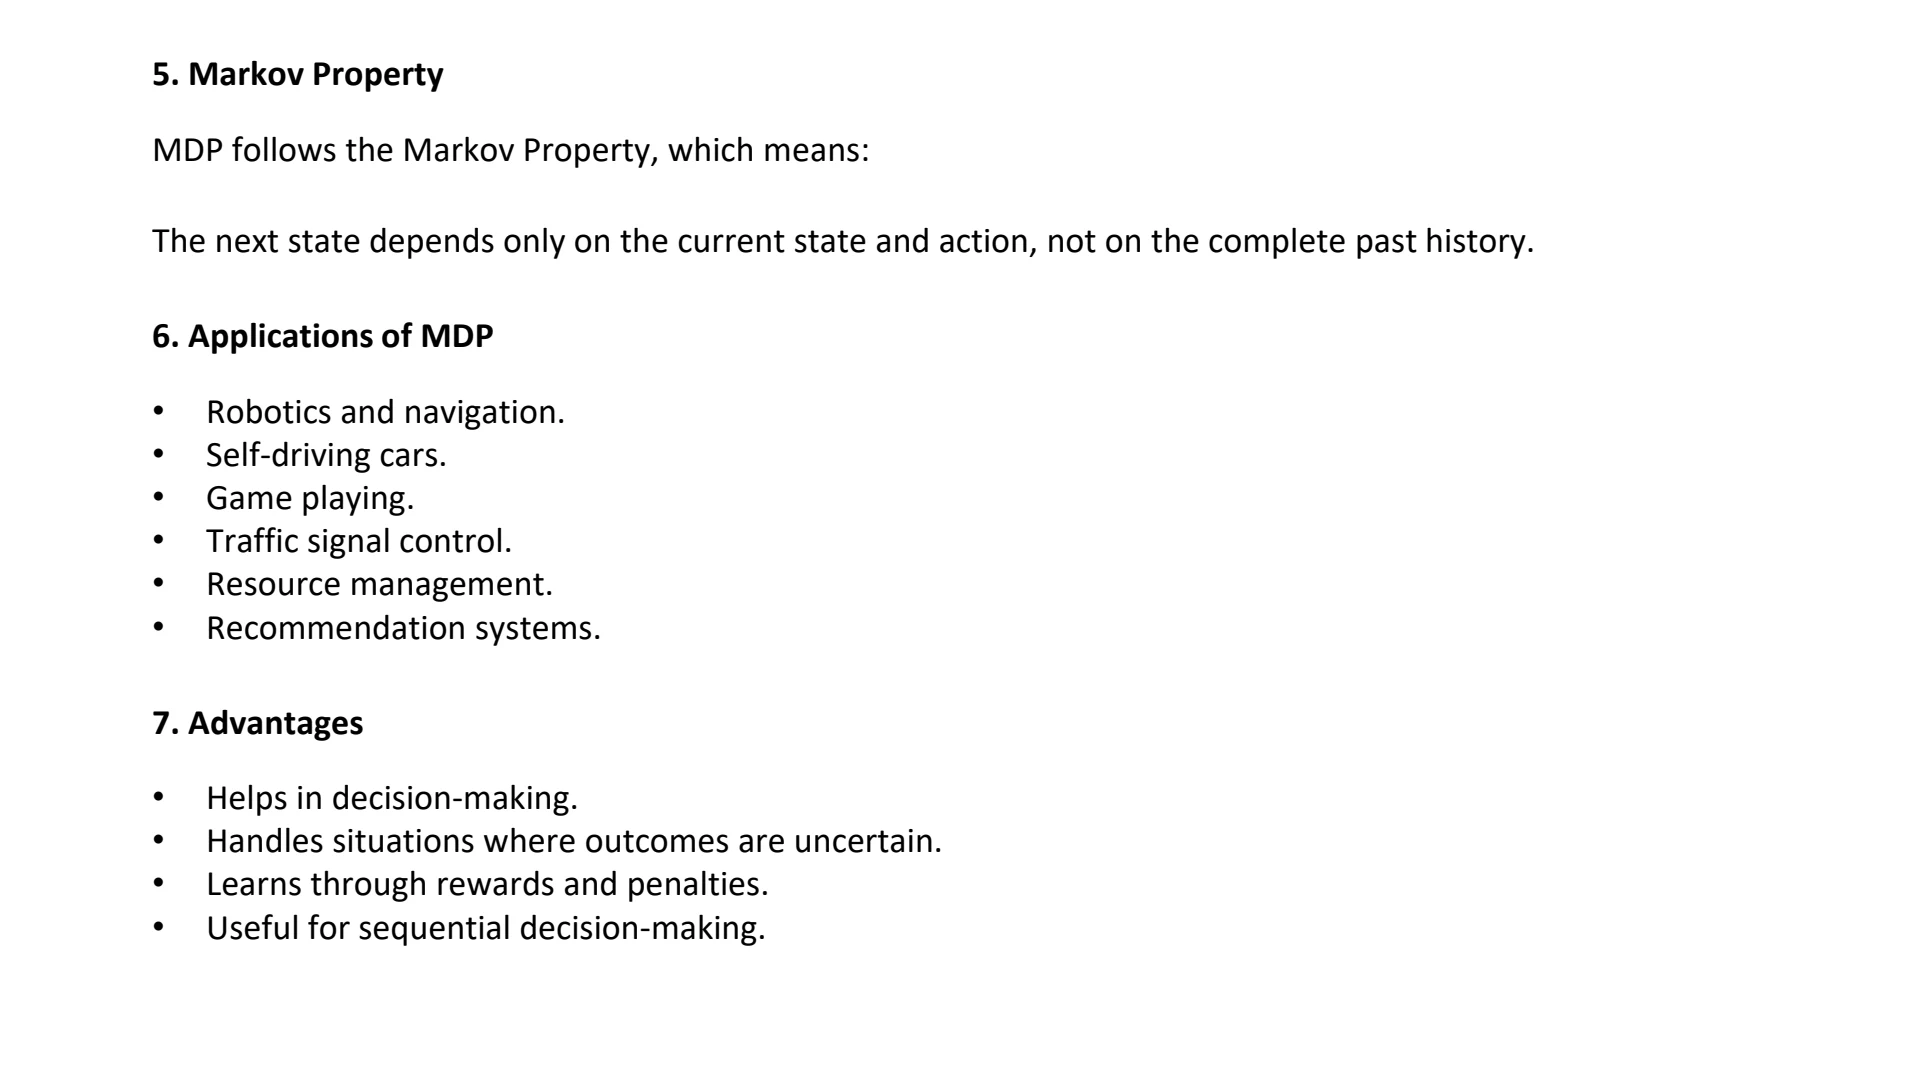 5. Markov Property
MDP follows the Markov Property, which means:
The next state depends only on the current state and action, not on the complete past history.
6. Applications of MDP
• Robotics and navigation.
• Self-driving cars.
• Game playing.
• Traffic signal control.
• Resource management.
• Recommendation systems.
7. Advantages
• Helps in decision-making.
• Handles situations where outcomes are uncertain.
• Learns through rewards and penalties.
• Useful for sequential decision-making.